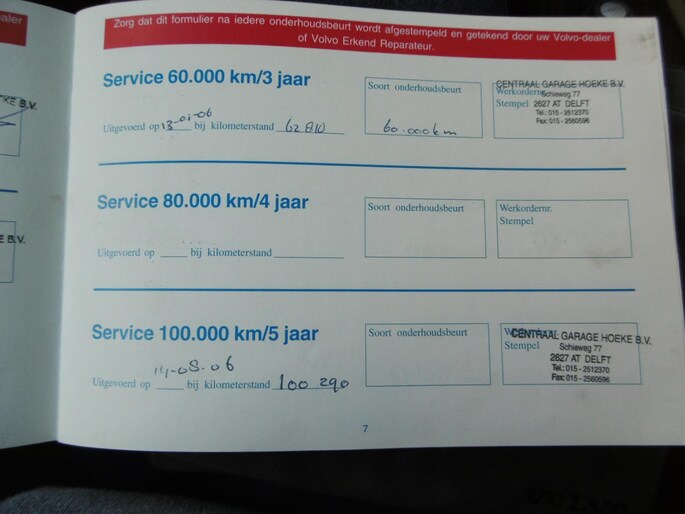 Zorg dat dit formulier na iedere onderhoudsbeurt wordt afgestempeld en getekend door uw Volvo-dealer
of Volvo Erkend Reparateur.
Service 60.000 km/3 jaar
Uitgevoerd op 13-01-06 bij kilometerstand 62810
Soort onderhoudsbeurt
60.000km
CENTRAAL GARAGE HOEKE B.V.
Werkordernr.
Schieweg 77
Stempel
2627 AT DELFT
Tel.: 015 - 2512370
Fax: 015 - 2560596
Service 80.000 km/4 jaar
Uitgevoerd op ____ bij kilometerstand
Soort onderhoudsbeurt
Werkordernr.
Stempel
Service 100.000 km/5 jaar
Uitgevoerd op 14-08-06 bij kilometerstand 100290
Soort onderhoudsbeurt
CENTRAAL GARAGE HOEKE B.V.
Schieweg 77
Stempel
2627 AT DELFT
Tel.: 015 - 2512370
Fax: 015 - 2560596
7